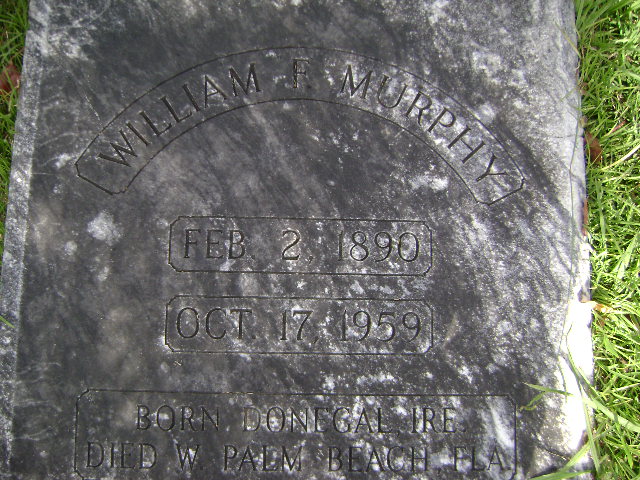 WILLIAM F. MURPHY
FEB. 2, 1890
OCT. 17, 1959
BORN DONEGAL, IRE.
DIED W. PALM BEACH FLA.